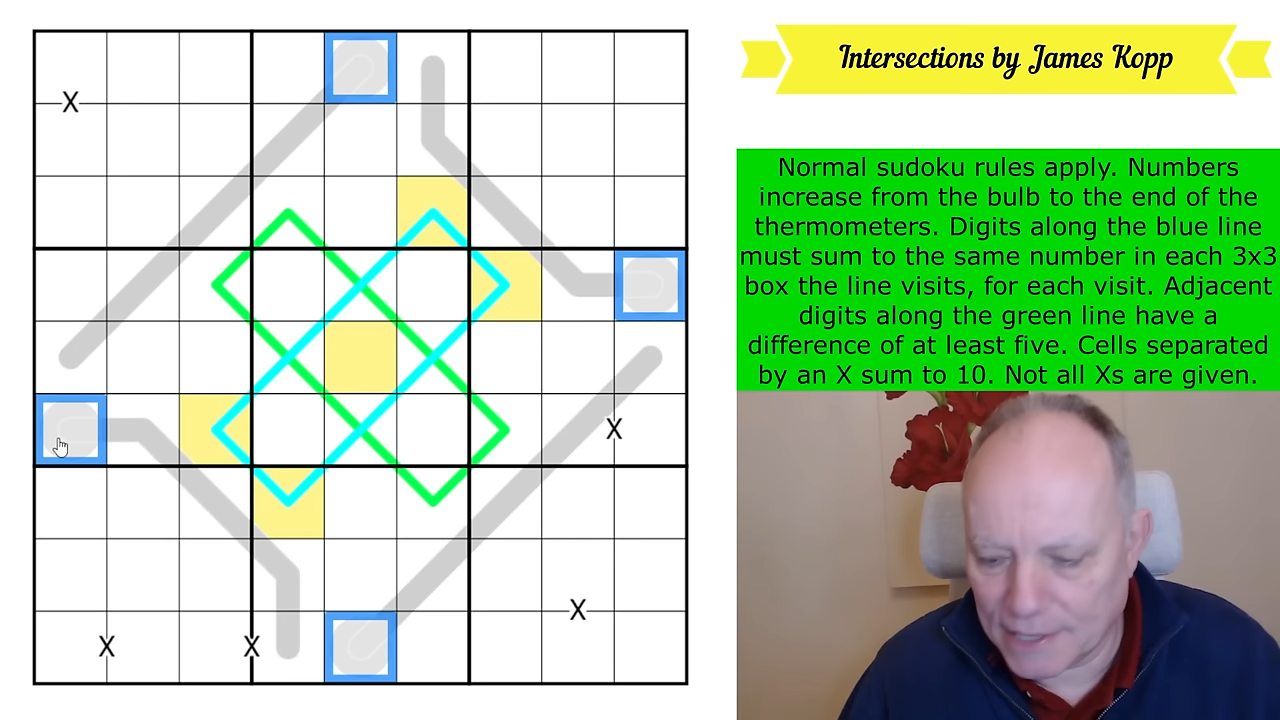 Intersections by James Kopp
Normal sudoku rules apply. Numbers
increase from the bulb to the end of the
thermometers. Digits along the blue line
must sum to the same number in each 3x3
box the line visits, for each visit. Adjacent
digits along the green line have a
difference of at least five. Cells separated
by an X sum to 10. Not all Xs are given.
X
X
X
X X